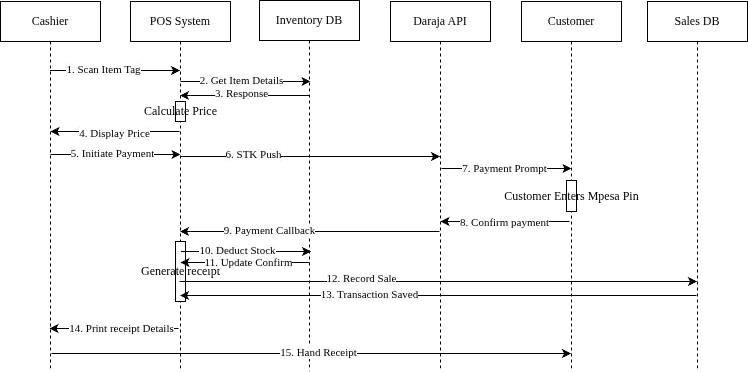 Cashier
POS System
Inventory DB
Daraja API
Customer
Sales DB
1. Scan Item Tag
2. Get Item Details
3. Response
Calculate Price
4. Display Price
5. Initiate Payment
6. STK Push
7. Payment Prompt
Customer Enters Mpesa Pin
8. Confirm payment
9. Payment Callback
10. Deduct Stock
11. Update Confirm
Generate receipt
12. Record Sale
13. Transaction Saved
14. Print receipt Details
15. Hand Receipt